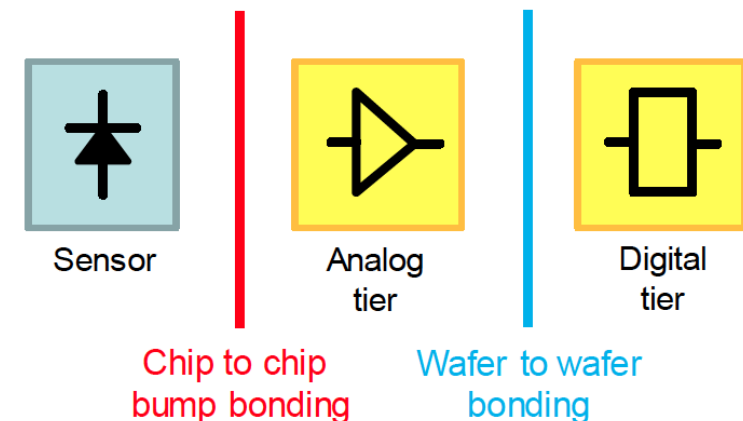 Sensor
Analog
tier
Digital
tier
Chip to chip
bump bonding
Wafer to wafer
bonding